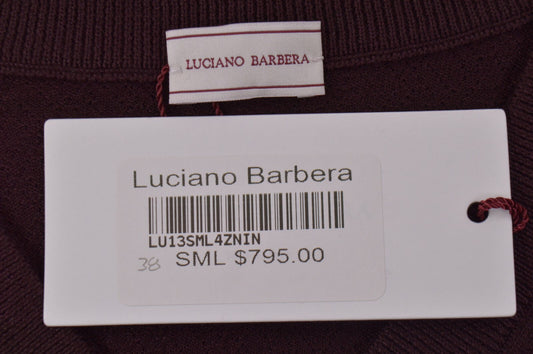 LUCIANO BARBERA
Luciano Barbera
LU13SML4ZNIN
38 SML $795.00